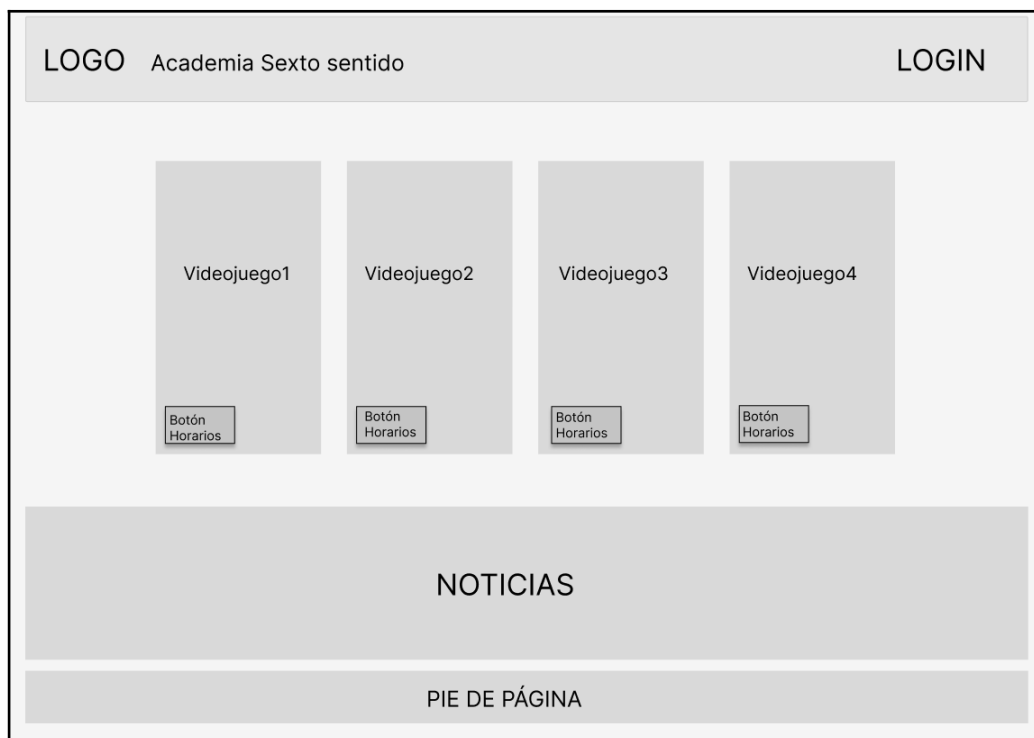 LOGO Academia Sexto sentido LOGIN
Videojuego1 Videojuego2 Videojuego3 Videojuego4
Botón
Horarios
Botón
Horarios
Botón
Horarios
Botón
Horarios
NOTICIAS
PIE DE PÁGINA